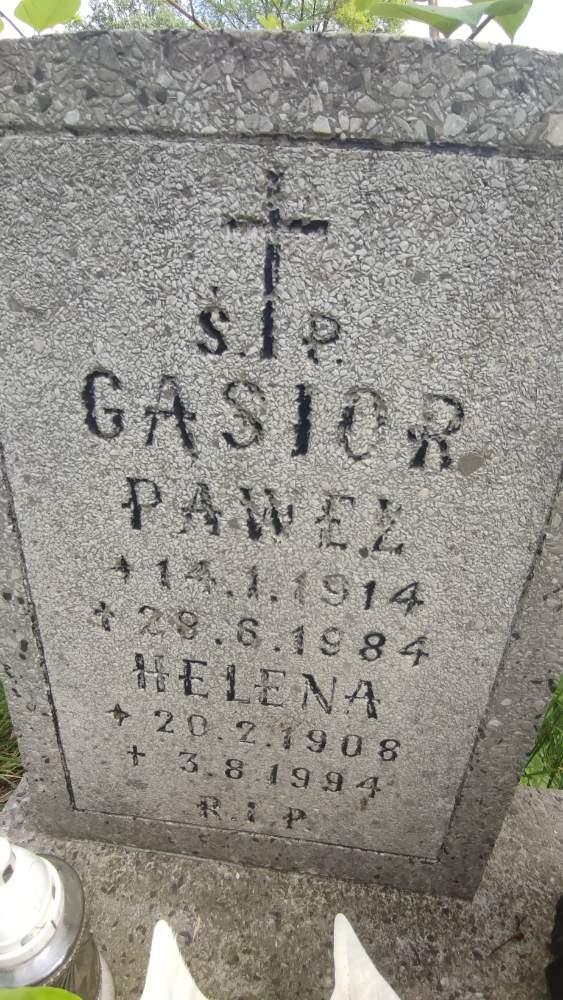 Ś.P.
GĄSIOR
PAWEŁ
14.1.1914
28.6.1984
HELENA
20.2.1908
3.8.1994
R.I.P